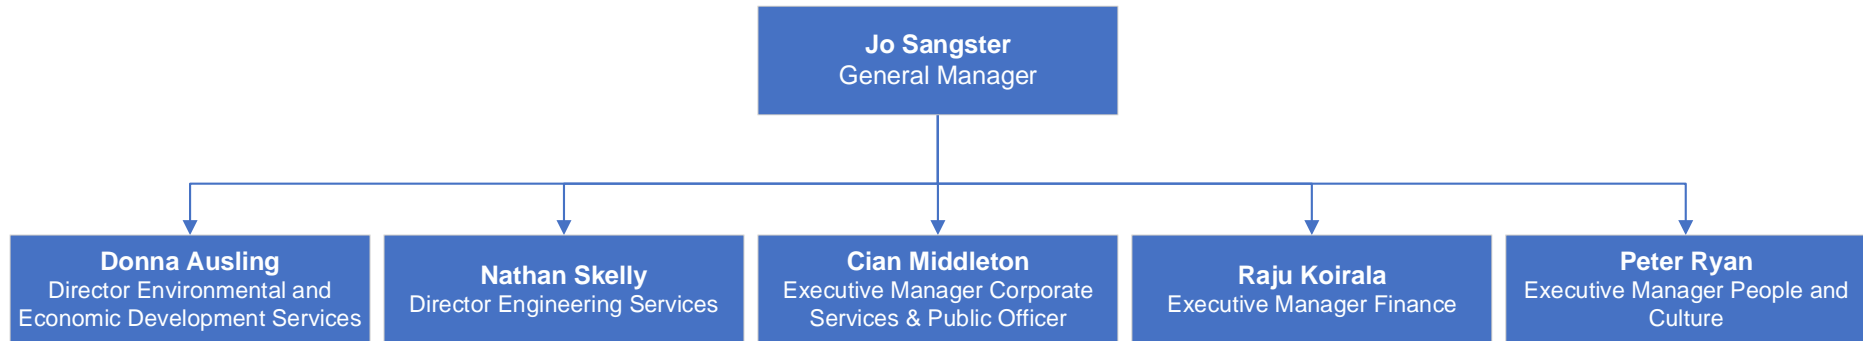 Jo Sangster
General Manager
Donna Ausling
Director Environmental and
Economic Development Services
Nathan Skelly
Director Engineering Services
Cian Middleton
Executive Manager Corporate
Services & Public Officer
Raju Koirala
Executive Manager Finance
Peter Ryan
Executive Manager People and
Culture